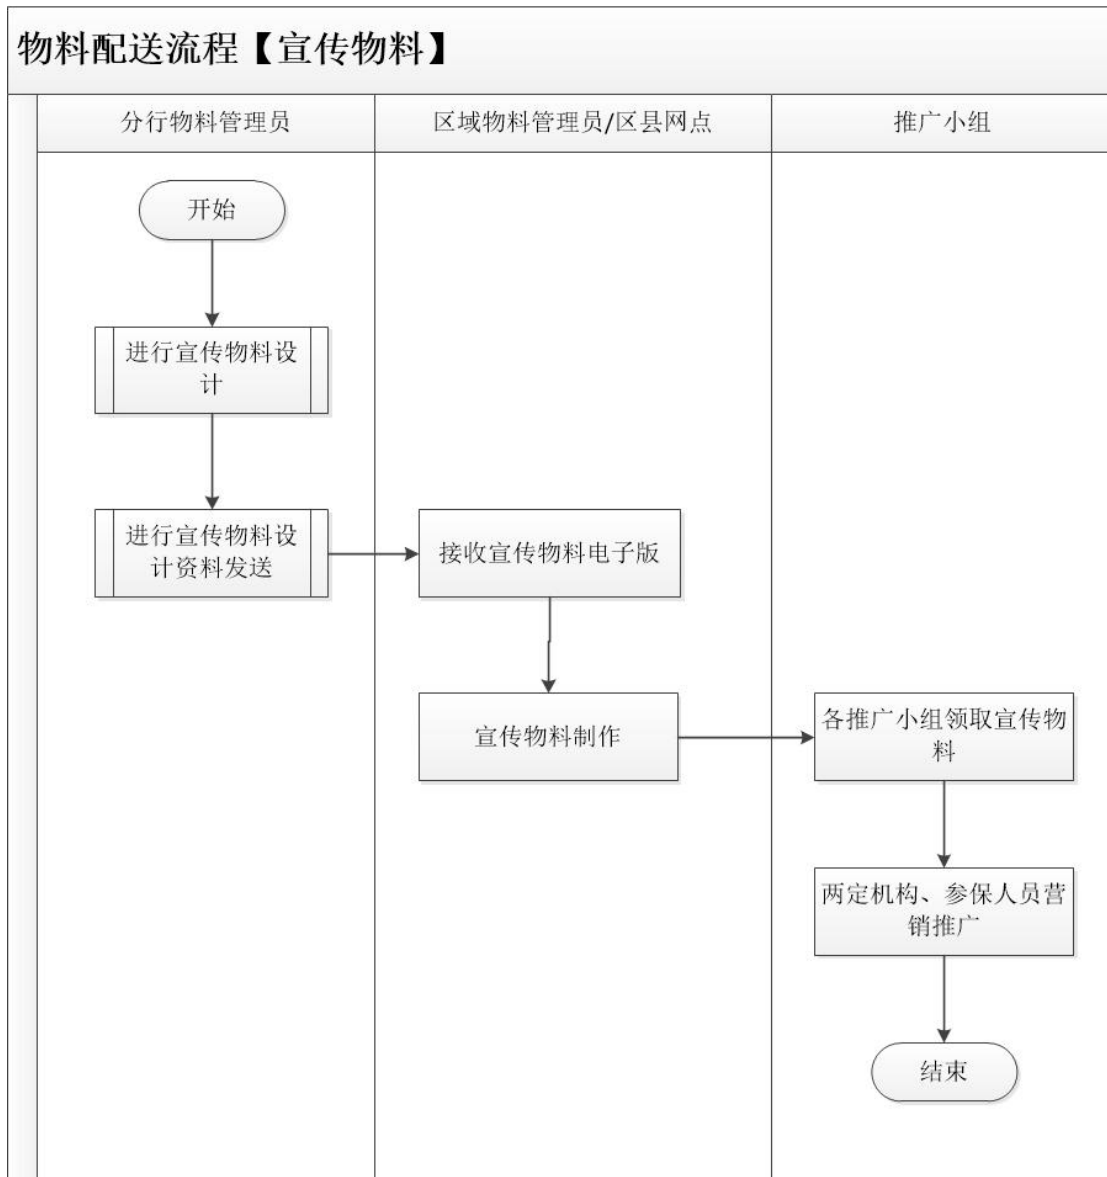 物料配送流程【宣传物料】
分行物料管理员
区域物料管理员/区县网点
推广小组
开始
进行宣传物料设
计
进行宣传物料设
计资料发送
接收宣传物料电子版
宣传物料制作
各推广小组领取宣传物
料
两定机构、参保人员营
销推广
结束